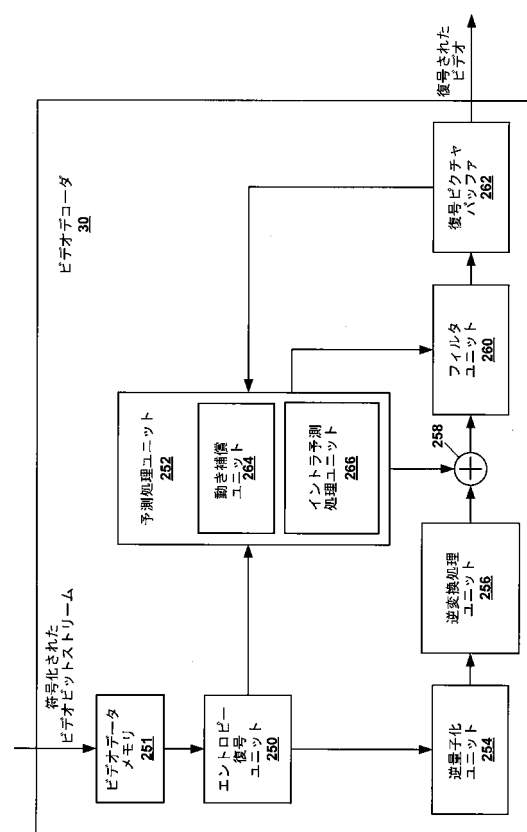 符号化された
ビデオビットストリーム
ビデオデコーダ
30
ビデオデータ
メモリ
251
エントロピー
復号
ユニット
250
予測処理ユニット
252
動き補償
ユニット
264
イントラ予測
処理ユニット
266
逆量子化
ユニット
254
逆変換処理
ユニット
256
258
フィルタ
ユニット
260
復号ピクチャ
バッファ
262
復号された
ビデオ